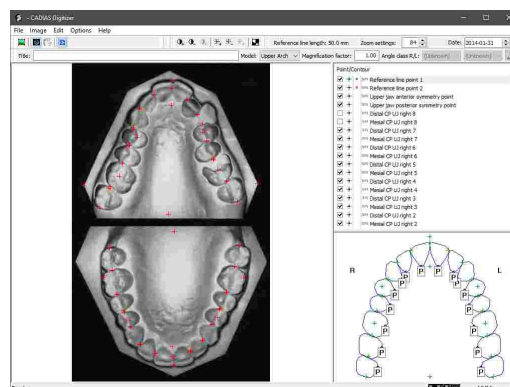 - CADIAS Digitizer
File Image Edit Options Help
Reference line length: 50.0 mm Zoom settings: 84 Date: 2014-01-31
Title: Model: Upper Arch Magnification factor: 1.00 Angle class R/L: (Unknown) (Unknown)
Point/Contour
Reference line point 1
Reference line point 2
Upper jaw anterior symmetry point
Upper jaw posterior symmetry point
Distal CP UJ right 8
Mesial CP UJ right 8
Distal CP UJ right 7
Mesial CP UJ right 7
Distal CP UJ right 6
Mesial CP UJ right 6
Distal CP UJ right 5
Mesial CP UJ right 5
Distal CP UJ right 4
Mesial CP UJ right 4
Distal CP UJ right 3
Mesial CP UJ right 3
Distal CP UJ right 2
Mesial CP UJ right 2
R L
P P
P P
P P
P P
P P
P P
P P